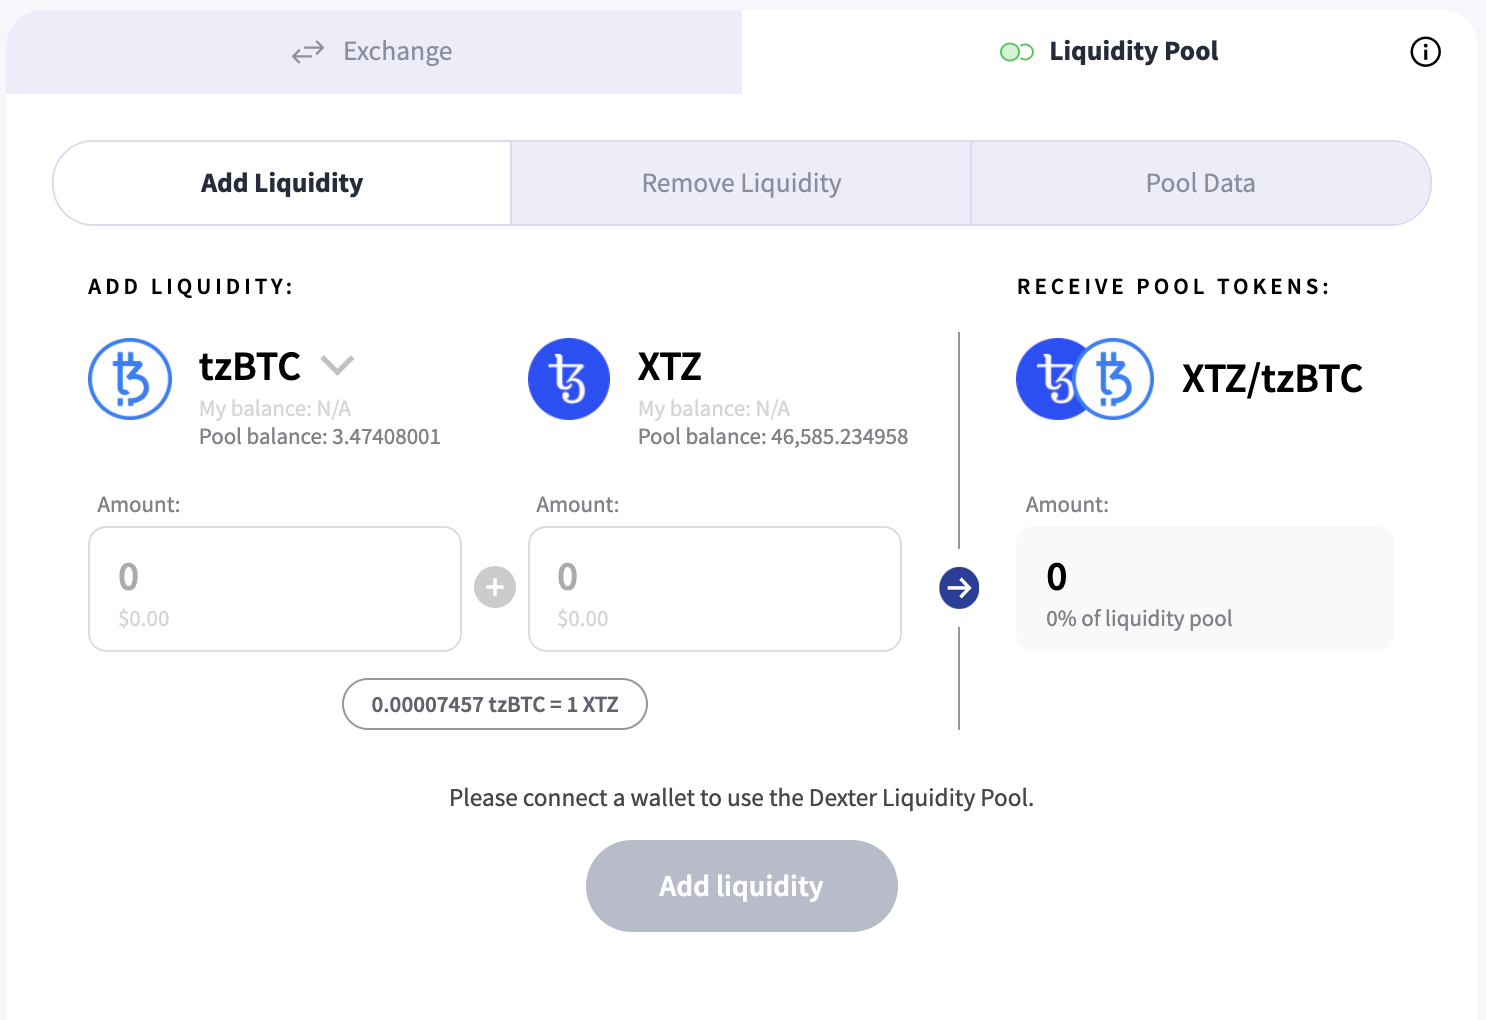 Exchange
Liquidity Pool
Add Liquidity
Remove Liquidity
Pool Data
ADD LIQUIDITY:
RECEIVE POOL TOKENS:
tzBTC
My balance: N/A
Pool balance: 3.47408001
XTZ
My balance: N/A
Pool balance: 46,585.234958
XTZ/tzBTC
Amount:
Amount:
Amount:
0
$0.00
0
$0.00
0
0% of liquidity pool
0.00007457 tzBTC = 1 XTZ
Please connect a wallet to use the Dexter Liquidity Pool.
Add liquidity